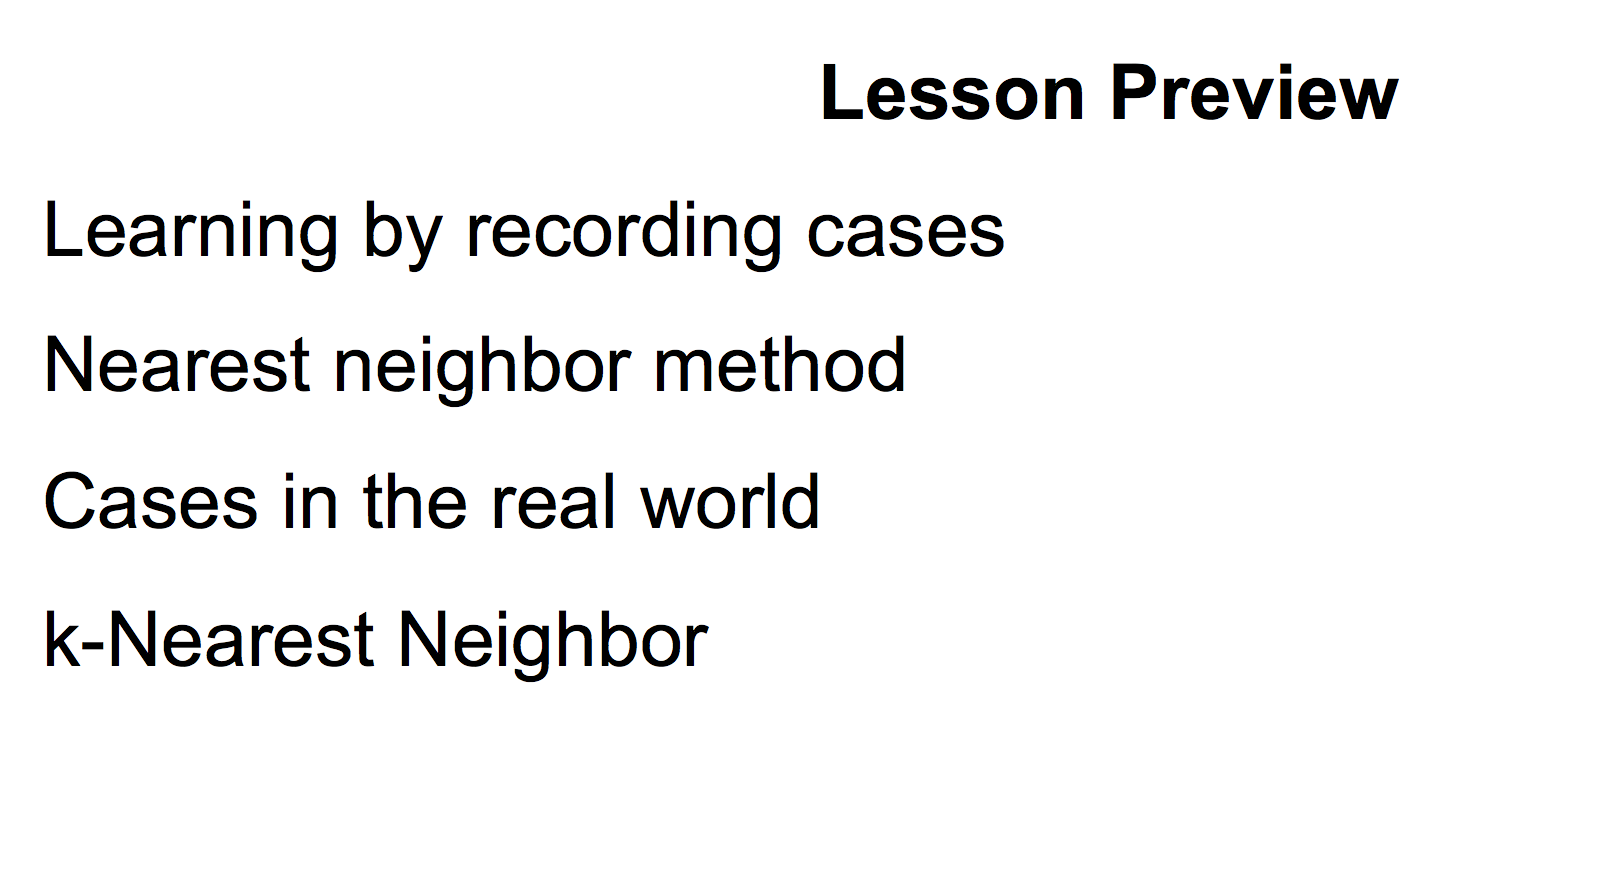 Lesson Preview
Learning by recording cases
Nearest neighbor method
Cases in the real world
k-Nearest Neighbor